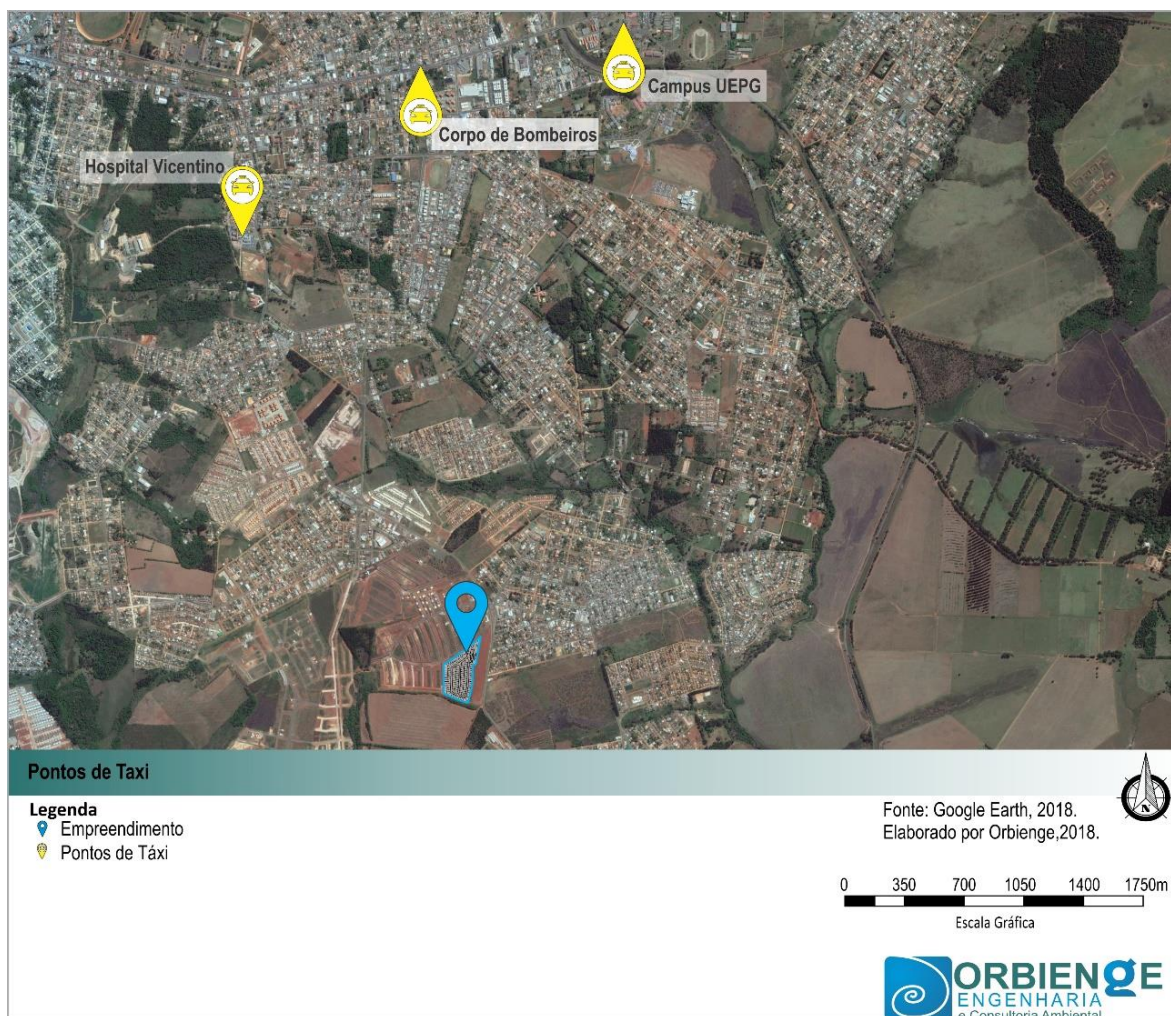 Campus UEPG
Corpo de Bombeiros
Hospital Vicentino
Pontos de Taxi
Legenda
Empreendimento
Pontos de Táxi
Fonte: Google Earth, 2018.
Elaborado por Orbienge,2018.
N
0 350 700 1050 1400 1750m
Escala Gráfica
ORBIENGE
ENGENHARIA
e Consultoria Ambiental